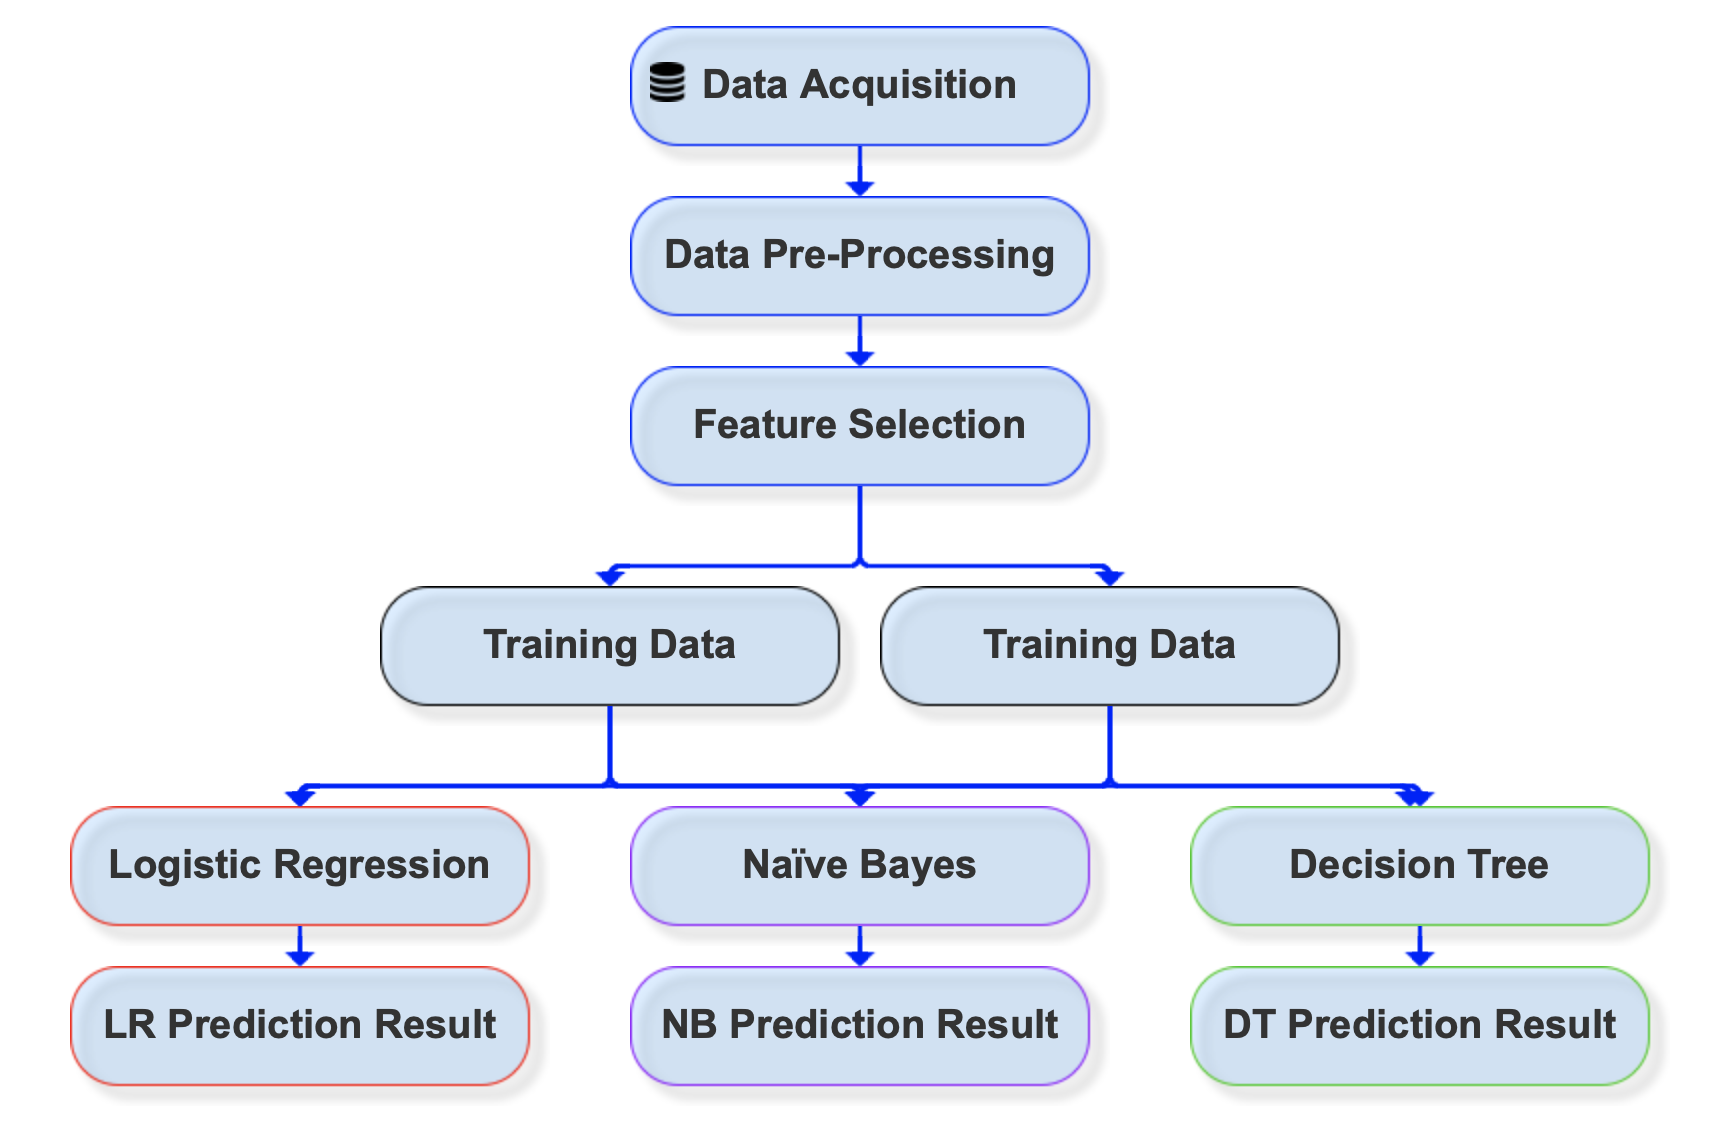 Data Acquisition
Data Pre-Processing
Feature Selection
Training Data
Training Data
Logistic Regression
Naïve Bayes
Decision Tree
LR Prediction Result
NB Prediction Result
DT Prediction Result